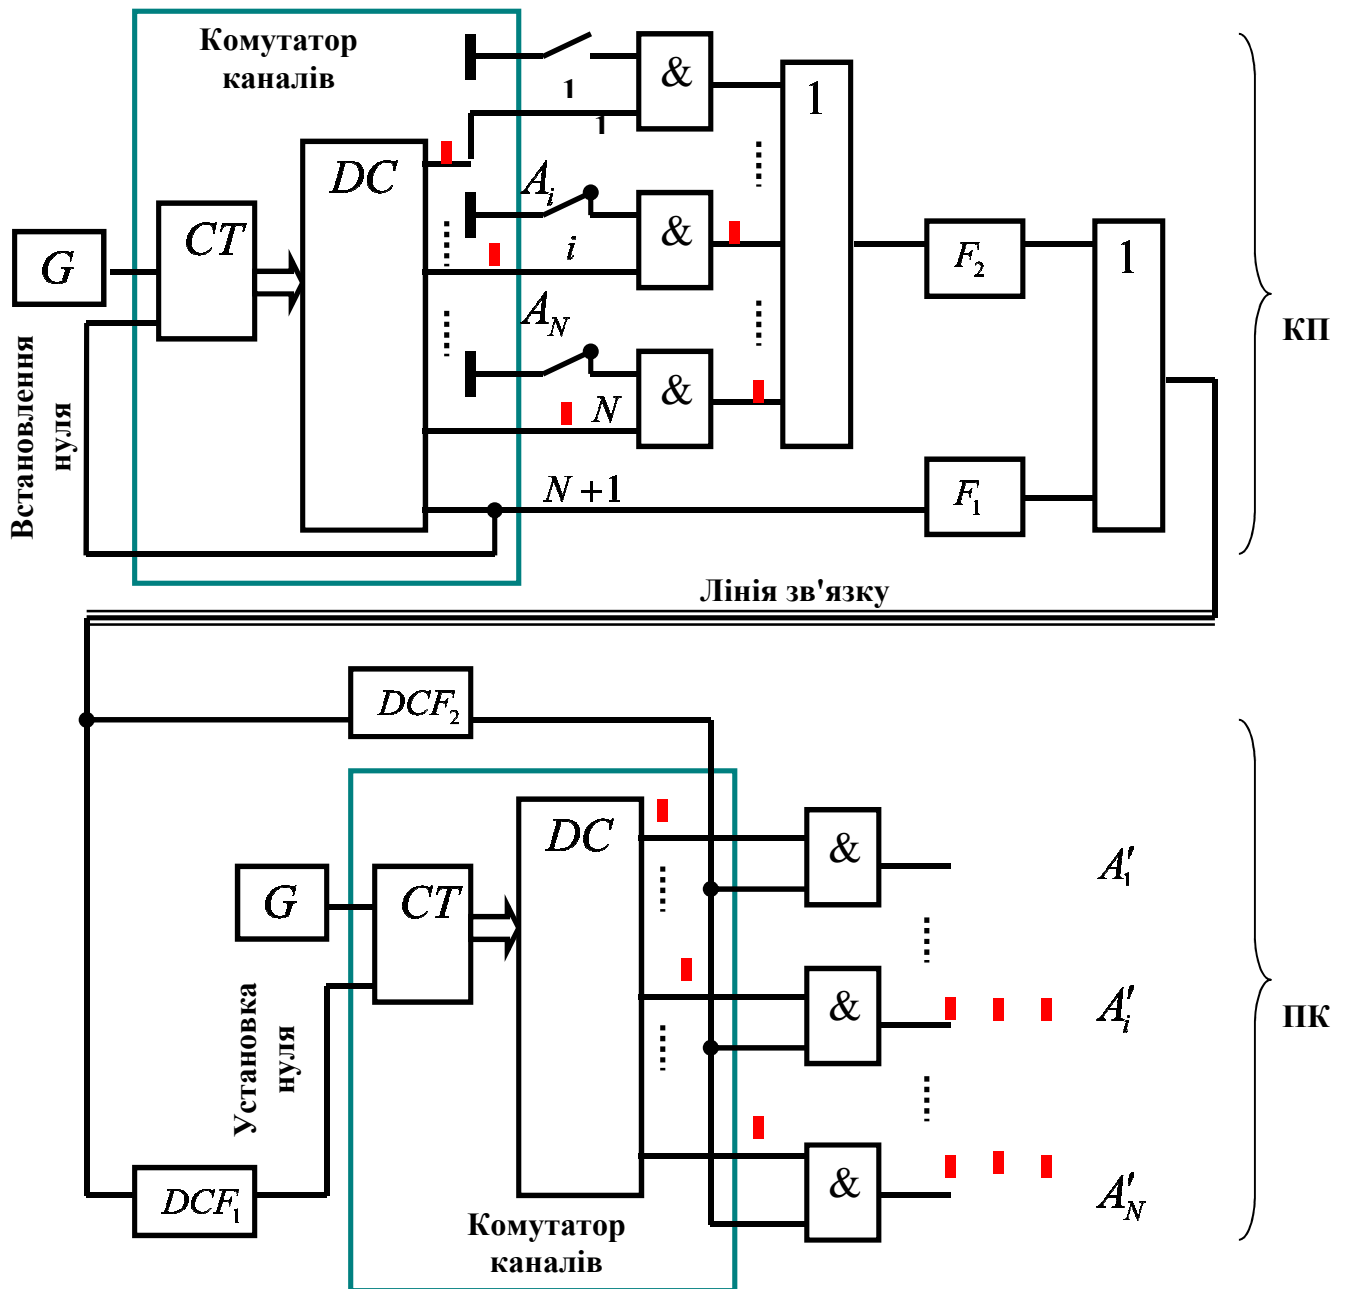 Комутатор
каналів
&
1
1
1
DC
A_i
CT
&
G
i
F_2
1
A_N
КП
Встановлення
нуля
&
N
N+1
F_1
Лінія зв'язку
DCF_2
DC
&
A'_1
G
CT
Установка
нуля
&
A'_i
ПК
DCF_1
&
A'_N
Комутатор
каналів